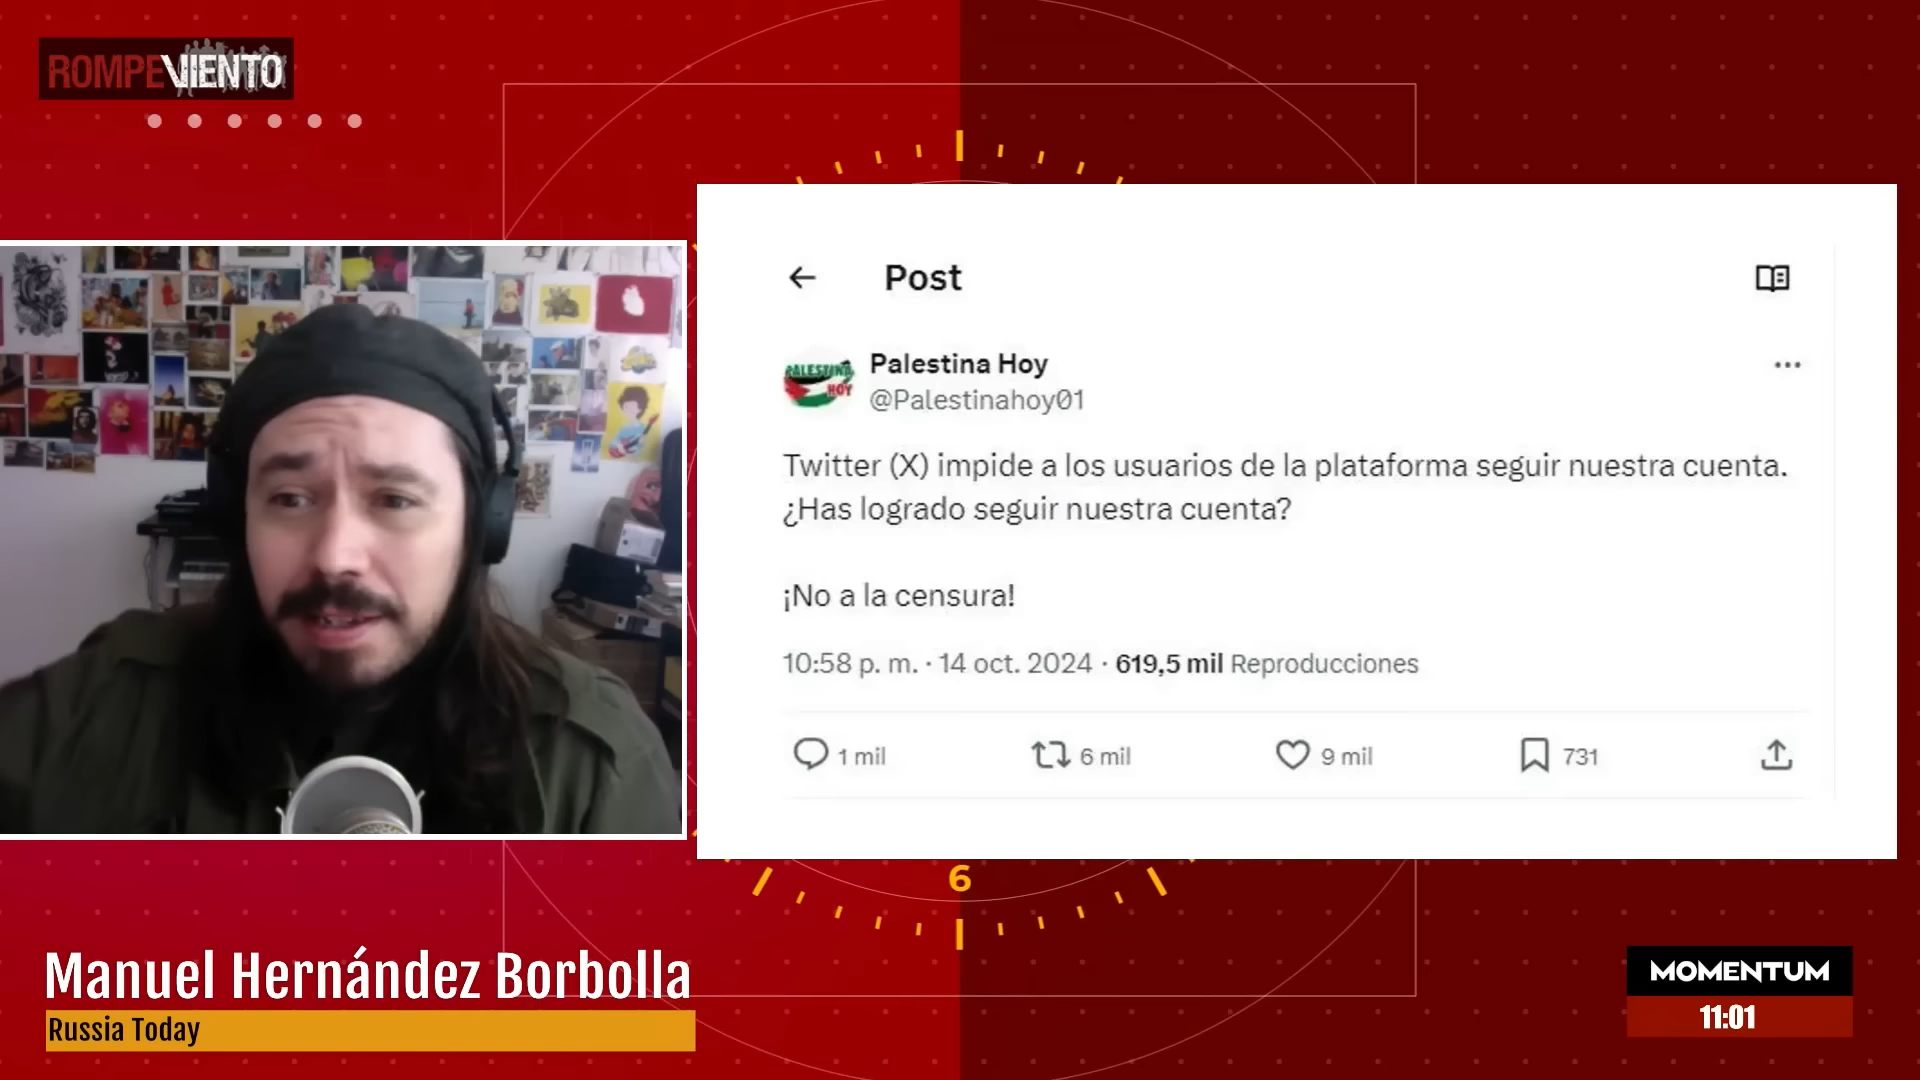 ROMPEVIENTO
Post
PALESTINA
HOY
Palestina Hoy
@Palestinahoy01
Twitter (X) impide a los usuarios de la plataforma seguir nuestra cuenta.
¿Has logrado seguir nuestra cuenta?
¡No a la censura!
10:58 p. m. · 14 oct. 2024 · 619,5 mil Reproducciones
1 mil
6 mil
9 mil
731
6
Manuel Hernández Borbolla
Russia Today
MOMENTUM
11:01